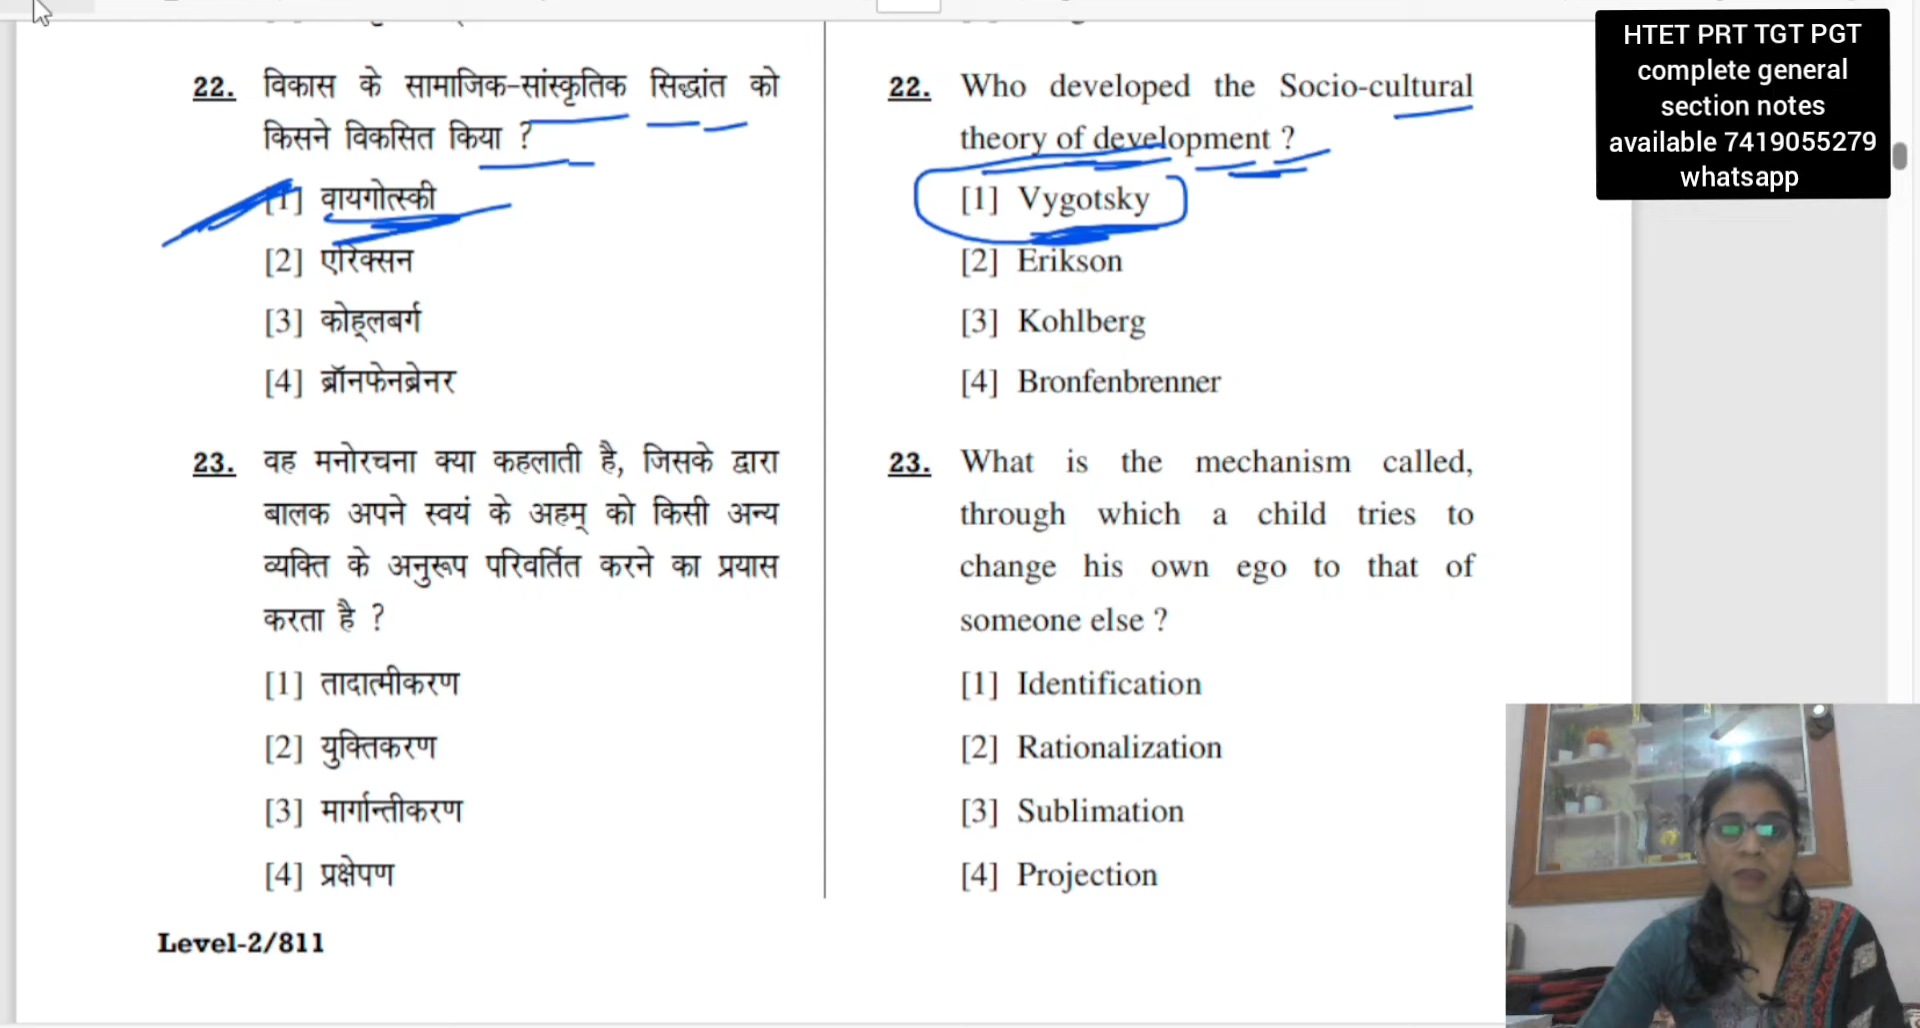 22. विकास के सामाजिक-सांस्कृतिक सिद्धांत को
किसने विकसित किया ?
[1] वायगोत्स्की
[2] एरिक्सन
[3] कोह्लबर्ग
[4] ब्रॉनफेनब्रेनर
23. वह मनोरचना क्या कहलाती है, जिसके द्वारा
बालक अपने स्वयं के अहम् को किसी अन्य
व्यक्ति के अनुरूप परिवर्तित करने का प्रयास
करता है ?
[1] तादात्मीकरण
[2] युक्तिकरण
[3] मार्गान्तीकरण
[4] प्रक्षेपण
Level-2/811
22. Who developed the Socio-cultural
theory of development ?
[1] Vygotsky
[2] Erikson
[3] Kohlberg
[4] Bronfenbrenner
23. What is the mechanism called,
through which a child tries to
change his own ego to that of
someone else ?
[1] Identification
[2] Rationalization
[3] Sublimation
[4] Projection
HTET PRT TGT PGT
complete general
section notes
available 7419055279
whatsapp